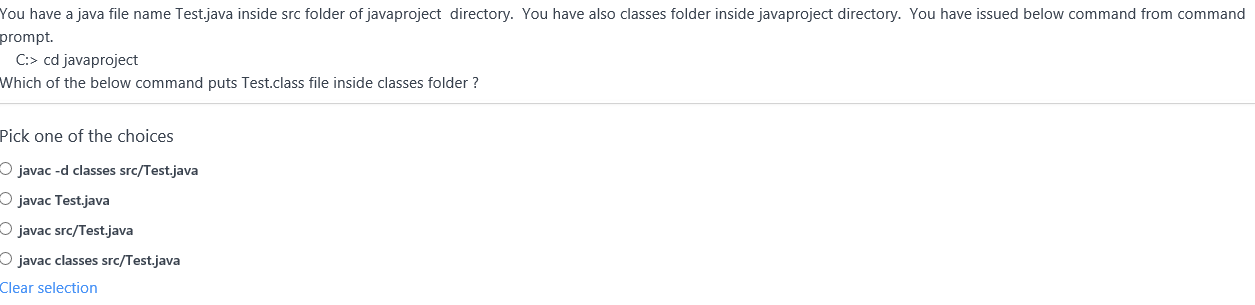 You have a java file name Test.java inside src folder of javaproject directory. You have also classes folder inside javaproject directory. You have issued below command from command
prompt.
C:> cd javaproject
Which of the below command puts Test.class file inside classes folder ?
Pick one of the choices
javac -d classes src/Test.java
javac Test.java
javac src/Test.java
javac classes src/Test.java
Clear selection